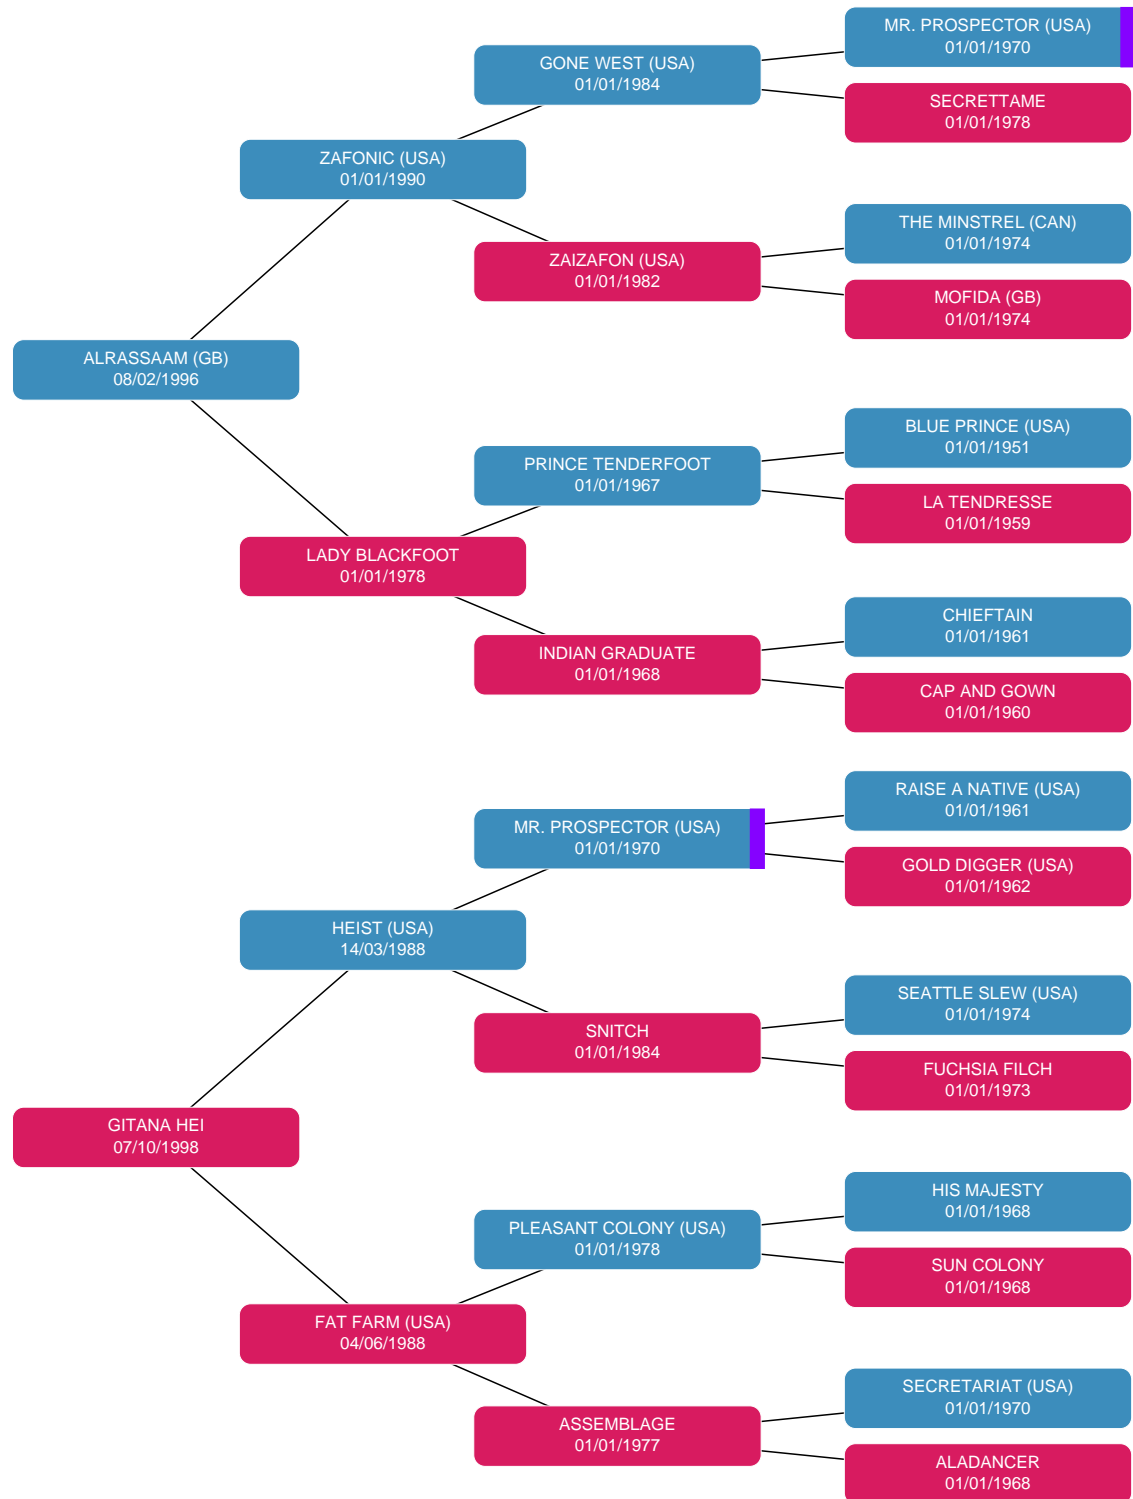 MR. PROSPECTOR (USA)
01/01/1970
GONE WEST (USA)
01/01/1984
SECRETTAME
01/01/1978
ZAFONIC (USA)
01/01/1990
THE MINSTREL (CAN)
01/01/1974
ZAIZAFON (USA)
01/01/1982
MOFIDA (GB)
01/01/1974
ALRASSAAM (GB)
08/02/1996
BLUE PRINCE (USA)
01/01/1951
PRINCE TENDERFOOT
01/01/1967
LA TENDRESSE
01/01/1959
LADY BLACKFOOT
01/01/1978
CHIEFTAIN
01/01/1961
INDIAN GRADUATE
01/01/1968
CAP AND GOWN
01/01/1960
RAISE A NATIVE (USA)
01/01/1961
MR. PROSPECTOR (USA)
01/01/1970
GOLD DIGGER (USA)
01/01/1962
HEIST (USA)
14/03/1988
SEATTLE SLEW (USA)
01/01/1974
SNITCH
01/01/1984
FUCHSIA FILCH
01/01/1973
GITANA HEI
07/10/1998
HIS MAJESTY
01/01/1968
PLEASANT COLONY (USA)
01/01/1978
SUN COLONY
01/01/1968
FAT FARM (USA)
04/06/1988
SECRETARIAT (USA)
01/01/1970
ASSEMBLAGE
01/01/1977
ALADANCER
01/01/1968